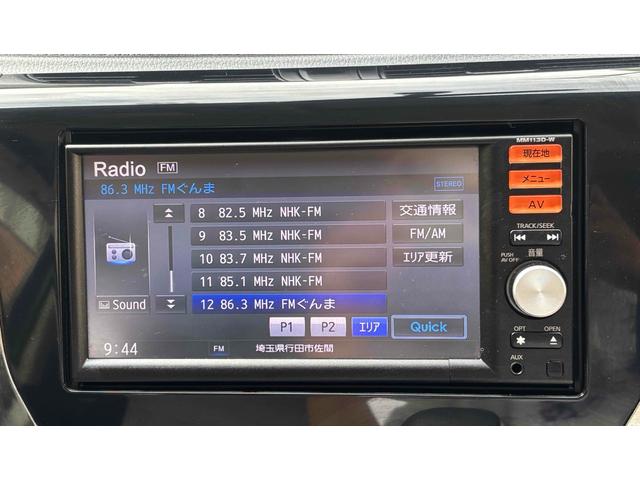 MM113D-W
Radio FM
86.3 MHz FMぐんま
STEREO
8 82.5 MHz NHK-FM
9 83.5 MHz NHK-FM
10 83.7 MHz NHK-FM
11 85.1 MHz NHK-FM
12 86.3 MHz FMぐんま
Sound
交通情報
FM/AM
エリア更新
P1 P2 エリア Quick
9:44 FM 埼玉県行田市佐間
現在地
メニュー
AV
TRACK/SEEK
音量
PUSH
AV OFF
OPT OPEN
AUX